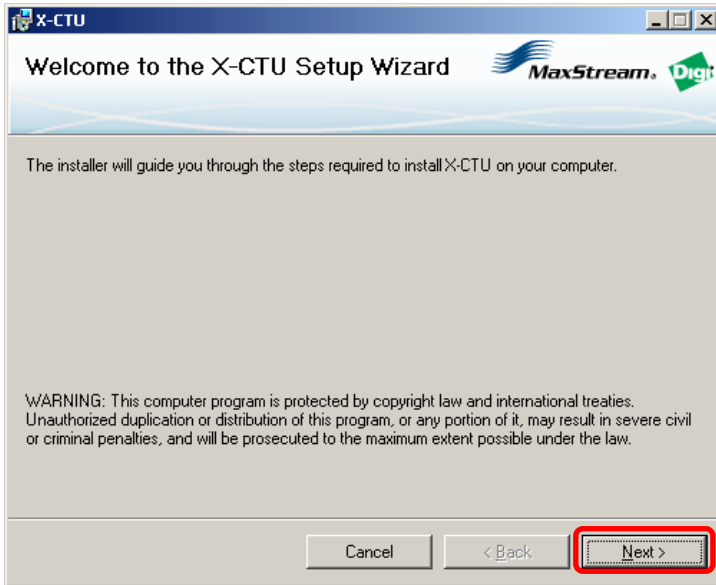 X-CTU
Welcome to the X-CTU Setup Wizard
MaxStream.
Digi
The installer will guide you through the steps required to install X-CTU on your computer.
WARNING: This computer program is protected by copyright law and international treaties.
Unauthorized duplication or distribution of this program, or any portion of it, may result in severe civil
or criminal penalties, and will be prosecuted to the maximum extent possible under the law.
Cancel
< Back
Next >